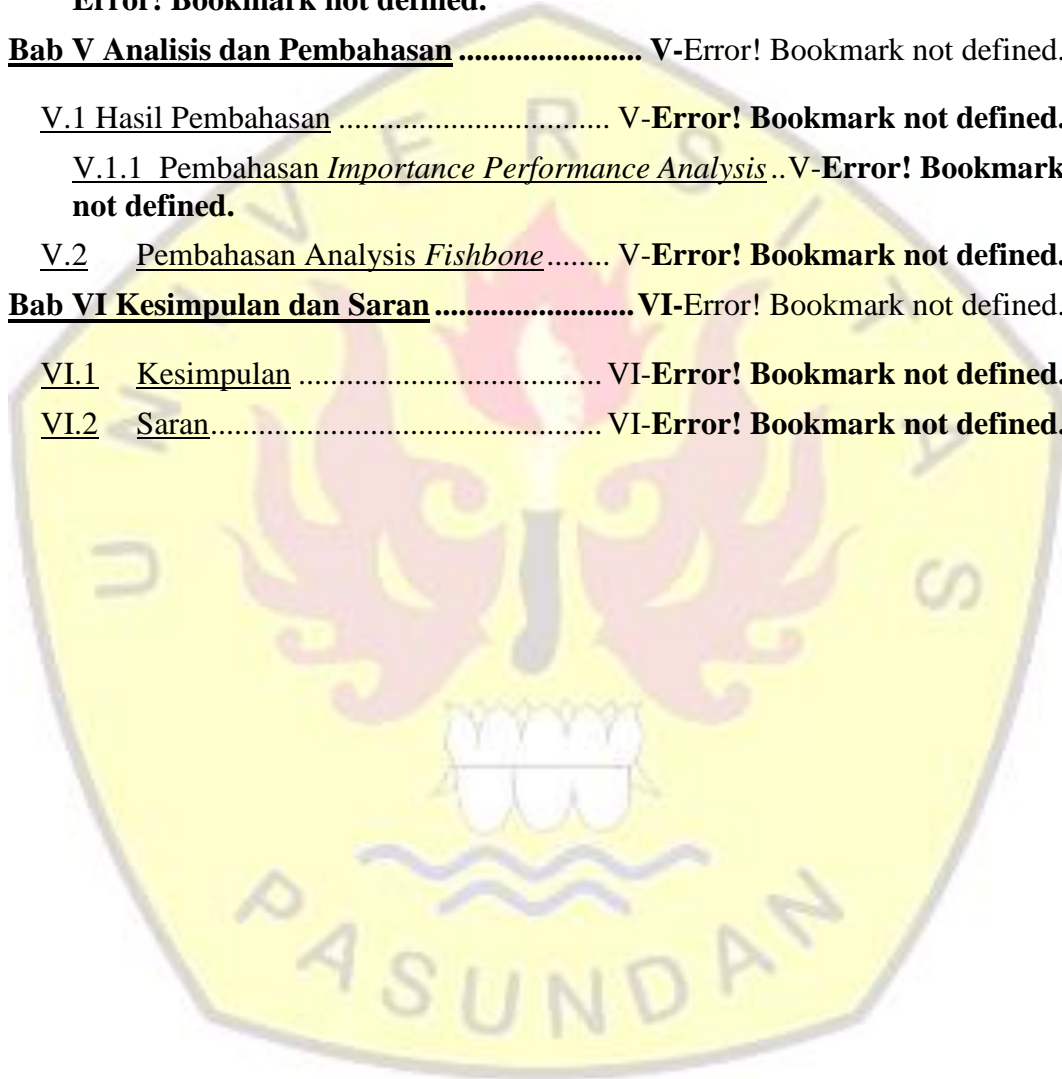 Error! Bookmark not defined.
Bab V Analisis dan Pembahasan ....................... V-Error! Bookmark not defined.
V.1 Hasil Pembahasan .................................. V-Error! Bookmark not defined.
V.1.1 Pembahasan Importance Performance Analysis..V-Error! Bookmark
not defined.
V.2 Pembahasan Analysis Fishbone........ V-Error! Bookmark not defined.
Bab VI Kesimpulan dan Saran.........................VI-Error! Bookmark not defined.
VI.1 Kesimpulan ...................................... VI-Error! Bookmark not defined.
VI.2 Saran................................................. VI-Error! Bookmark not defined.
UNIVERSITAS
PASUNDAN